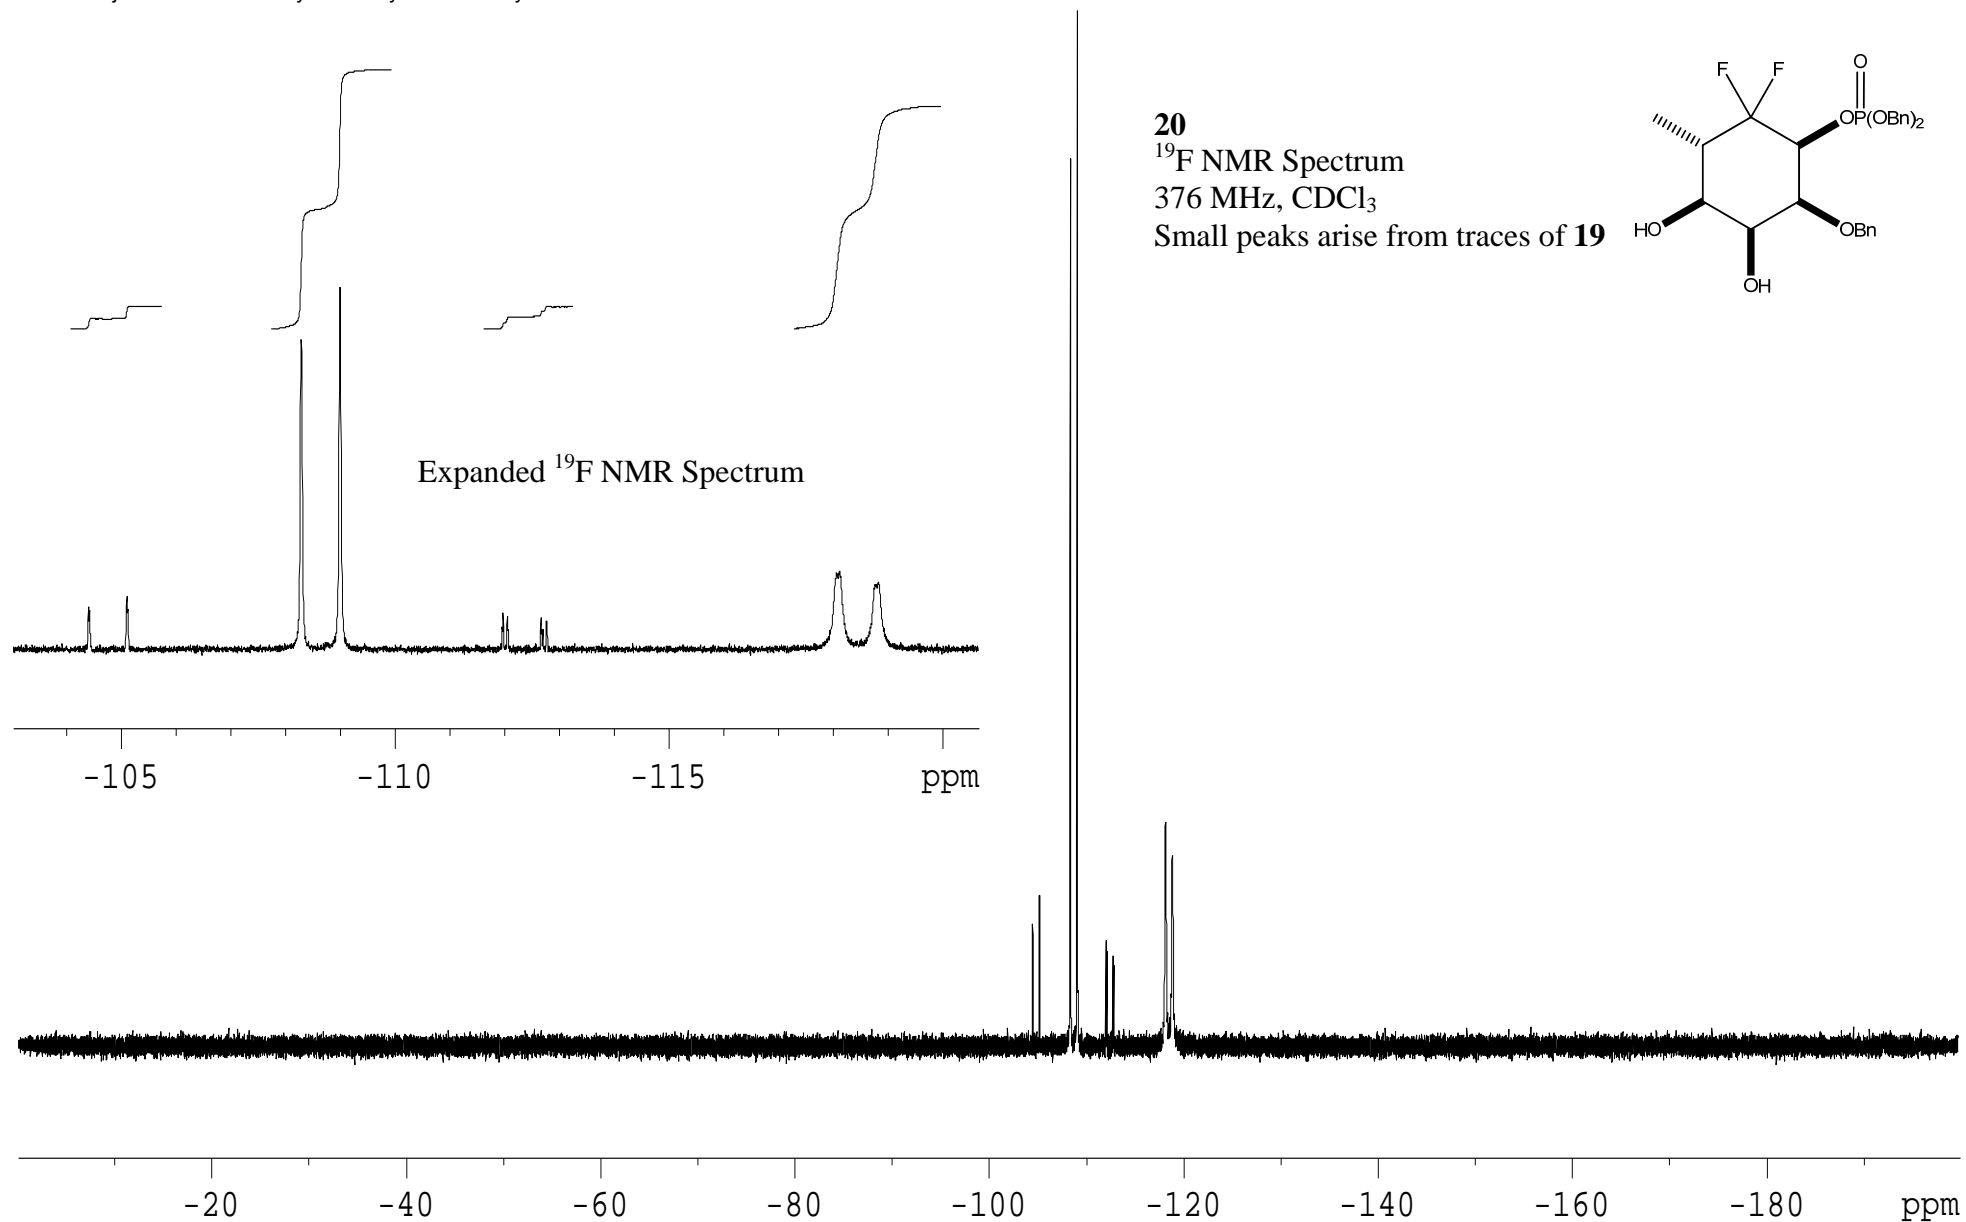 F F O
OP(OBn)₂
HO
OBn
OH
20
¹⁹F NMR Spectrum
376 MHz, CDCl₃
Small peaks arise from traces of 19
Expanded ¹⁹F NMR Spectrum
-105 -110 -115 ppm
-20 -40 -60 -80 -100 -120 -140 -160 -180 ppm